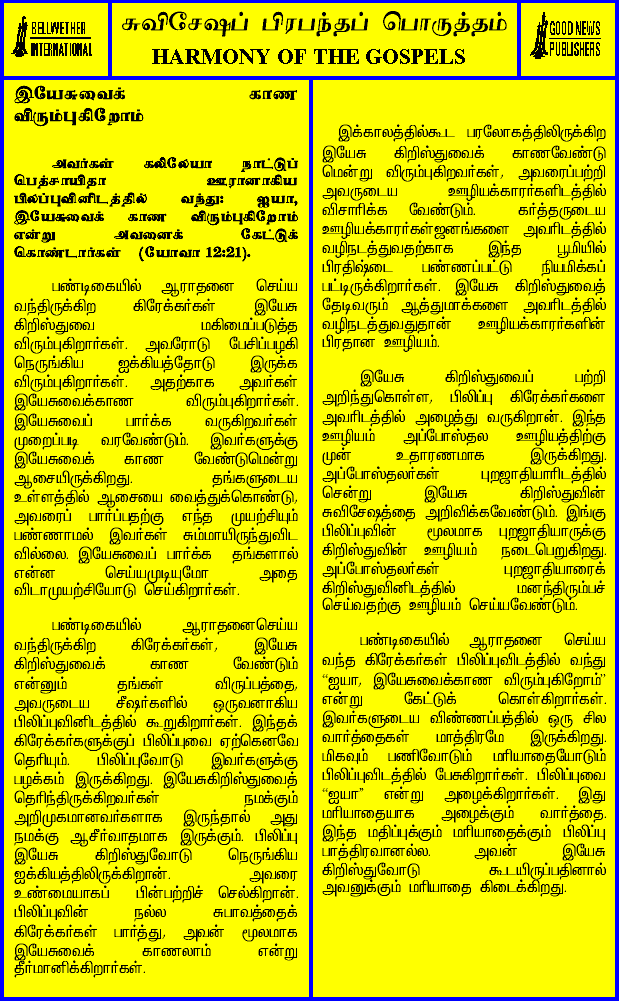 BELLWETHER
INTERNATIONAL
சுவிசேஷப் பிரபந்தப் பொருத்தம்
HARMONY OF THE GOSPELS
GOOD NEWS
PUBLISHERS
இயேசுவைக் காண
விரும்புகிறோம்
அவர்கள் கலிலேயா நாட்டுப்
பெத்சாயிதா ஊரானாகிய
பிலிப்புவினிடத்தில் வந்து: ஐயா,
இயேசுவைக் காண விரும்புகிறோம்
என்று அவனைக் கேட்டுக்
கொண்டார்கள் (யோவா 12:21).
பண்டிகையில் ஆராதனை செய்ய
வந்திருக்கிற கிரேக்கர்கள் இயேசு
கிறிஸ்துவை மகிமைப்படுத்த
விரும்புகிறார்கள். அவரோடு பேசிப்பழகி
நெருங்கிய ஐக்கியத்தோடு இருக்க
விரும்புகிறார்கள். அதற்காக அவர்கள்
இயேசுவைக்காண விரும்புகிறார்கள்.
இயேசுவைப் பார்க்க வருகிறவர்கள்
முறைப்படி வரவேண்டும். இவர்களுக்கு
இயேசுவைக் காண வேண்டுமென்று
ஆசையிருக்கிறது. தங்களுடைய
உள்ளத்தில் ஆசையை வைத்துக்கொண்டு,
அவரைப் பார்ப்பதற்கு எந்த முயற்சியும்
பண்ணாமல் இவர்கள் சும்மாயிருந்துவிட
வில்லை. இயேசுவைப் பார்க்க தங்களால்
என்ன செய்யமுடியுமோ அதை
விடாமுயற்சியோடு செய்கிறார்கள்.
பண்டிகையில் ஆராதனைசெய்ய
வந்திருக்கிற கிரேக்கர்கள், இயேசு
கிறிஸ்துவைக் காண வேண்டும்
என்னும் தங்கள் விருப்பத்தை,
அவருடைய சீஷர்களில் ஒருவனாகிய
பிலிப்புவினிடத்தில் கூறுகிறார்கள். இந்தக்
கிரேக்கர்களுக்குப் பிலிப்புவை ஏற்கெனவே
தெரியும். பிலிப்புவோடு இவர்களுக்கு
பழக்கம் இருக்கிறது. இயேசுகிறிஸ்துவைத்
தெரிந்திருக்கிறவர்கள் நமக்கும்
அறிமுகமானவர்களாக இருந்தால் அது
நமக்கு ஆசீர்வாதமாக இருக்கும். பிலிப்பு
இயேசு கிறிஸ்துவோடு நெருங்கிய
ஐக்கியத்திலிருக்கிறான். அவரை
உண்மையாகப் பின்பற்றிச் செல்கிறான்.
பிலிப்புவின் நல்ல சுபாவத்தைக்
கிரேக்கர்கள் பார்த்து, அவன் மூலமாக
இயேசுவைக் காணலாம் என்று
தீர்மானிக்கிறார்கள்.
இக்காலத்தில்கூட பரலோகத்திலிருக்கிற
இயேசு கிறிஸ்துவைக் காணவேண்டு
மென்று விரும்புகிறவர்கள், அவரைப்பற்றி
அவருடைய ஊழியக்காரர்களிடத்தில்
விசாரிக்க வேண்டும். கர்த்தருடைய
ஊழியக்காரர்கள்ஜனங்களை அவரிடத்தில்
வழிநடத்துவதற்காக இந்த பூமியில்
பிரதிஷ்டை பண்ணப்பட்டு நியமிக்கப்
பட்டிருக்கிறார்கள். இயேசு கிறிஸ்துவைத்
தேடிவரும் ஆத்துமாக்களை அவரிடத்தில்
வழிநடத்துவதுதான் ஊழியக்காரர்களின்
பிரதான ஊழியம்.
இயேசு கிறிஸ்துவைப் பற்றி
அறிந்துகொள்ள, பிலிப்பு கிரேக்கர்களை
அவரிடத்தில் அழைத்து வருகிறான். இந்த
ஊழியம் அப்போஸ்தல ஊழியத்திற்கு
முன் உதாரணமாக இருக்கிறது.
அப்போஸ்தலர்கள் புறஜாதியாரிடத்தில்
சென்று இயேசு கிறிஸ்துவின்
சுவிசேஷத்தை அறிவிக்கவேண்டும். இங்கு
பிலிப்புவின் மூலமாக புறஜாதியாருக்கு
கிறிஸ்துவின் ஊழியம் நடைபெறுகிறது.
அப்போஸ்தலர்கள் புறஜாதியாரைக்
கிறிஸ்துவினிடத்தில் மனந்திரும்பச்
செய்வதற்கு ஊழியம் செய்யவேண்டும்.
பண்டிகையில் ஆராதனை செய்ய
வந்த கிரேக்கர்கள் பிலிப்புவிடத்தில் வந்து
“ஐயா, இயேசுவைக்காண விரும்புகிறோம்”
என்று கேட்டுக் கொள்கிறார்கள்.
இவர்களுடைய விண்ணப்பத்தில் ஒரு சில
வார்த்தைகள் மாத்திரமே இருக்கிறது.
மிகவும் பணிவோடும் மரியாதையோடும்
பிலிப்புவிடத்தில் பேசுகிறார்கள். பிலிப்புவை
“ஐயா” என்று அழைக்கிறார்கள். இது
மரியாதையாக அழைக்கும் வார்த்தை.
இந்த மதிப்புக்கும் மரியாதைக்கும் பிலிப்பு
பாத்திரவானல்ல. அவன் இயேசு
கிறிஸ்துவோடு கூடயிருப்பதினால்
அவனுக்கும் மரியாதை கிடைக்கிறது.